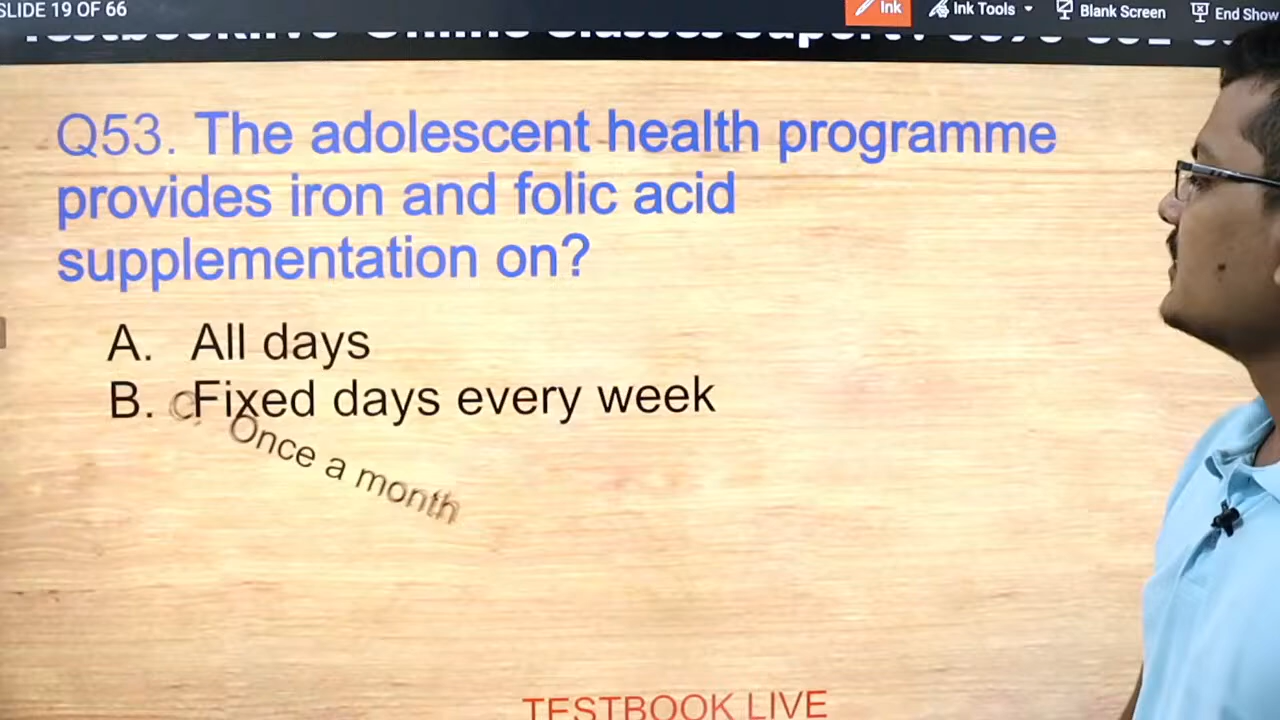 SLIDE 19 OF 66
Ink
Ink Tools
Blank Screen
End Show
Q53. The adolescent health programme
provides iron and folic acid
supplementation on?
A. All days
B. Fixed days every week
C. Once a month
TESTBOOK LIVE